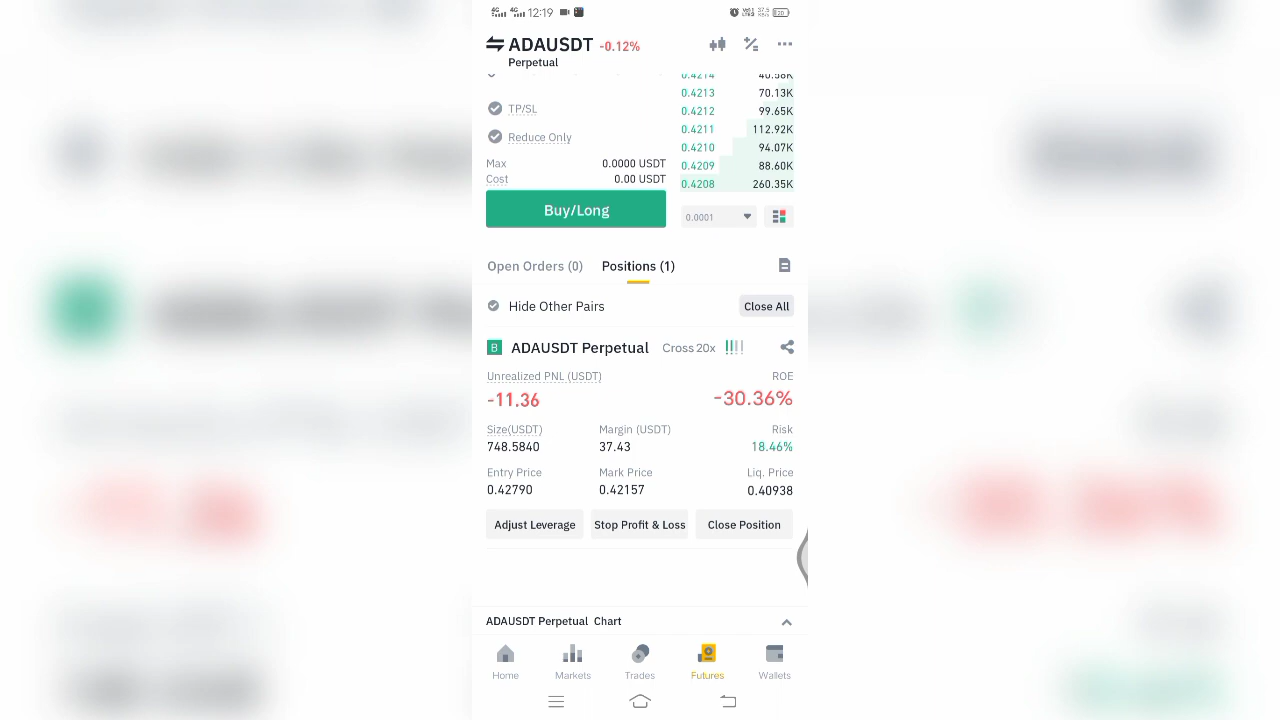 12:19
ADAUSDT -0.12%
Perpetual
0.4214 40.58K
0.4213 70.13K
TP/SL
0.4212 99.65K
0.4211 112.92K
Reduce Only
0.4210 94.07K
Max 0.0000 USDT
0.4209 88.60K
Cost 0.00 USDT
0.4208 260.35K
Buy/Long
0.0001
Open Orders (0) Positions (1)
Hide Other Pairs Close All
B ADAUSDT Perpetual Cross 20x
Unrealized PNL (USDT) ROE
-11.36 -30.36%
Size(USDT) Margin (USDT) Risk
748.5840 37.43 18.46%
Entry Price Mark Price Liq. Price
0.42790 0.42157 0.40938
Adjust Leverage Stop Profit & Loss Close Position
ADAUSDT Perpetual Chart
Home Markets Trades Futures Wallets